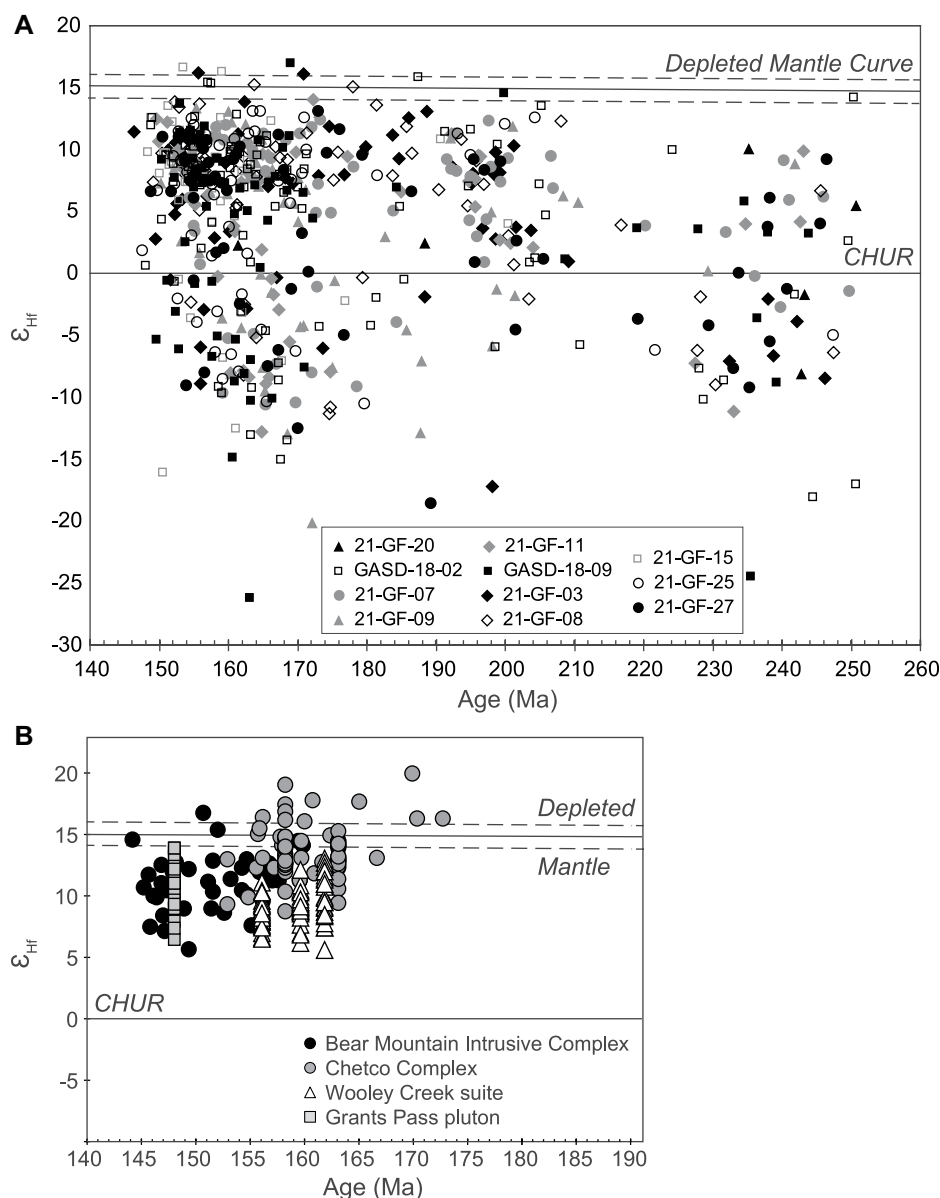 A
20
15
10
5
0
-5
-10
-15
-20
-25
-30
εHf
Depleted Mantle Curve
CHUR
21-GF-20
GASD-18-02
21-GF-07
21-GF-09
21-GF-11
GASD-18-09
21-GF-03
21-GF-08
21-GF-15
21-GF-25
21-GF-27
140 150 160 170 180 190 200 210 220 230 240 250 260
Age (Ma)
B
20
15
10
5
0
-5
εHf
Depleted
Mantle
CHUR
Bear Mountain Intrusive Complex
Chetco Complex
Wooley Creek suite
Grants Pass pluton
140 145 150 155 160 165 170 175 180 185 190
Age (Ma)